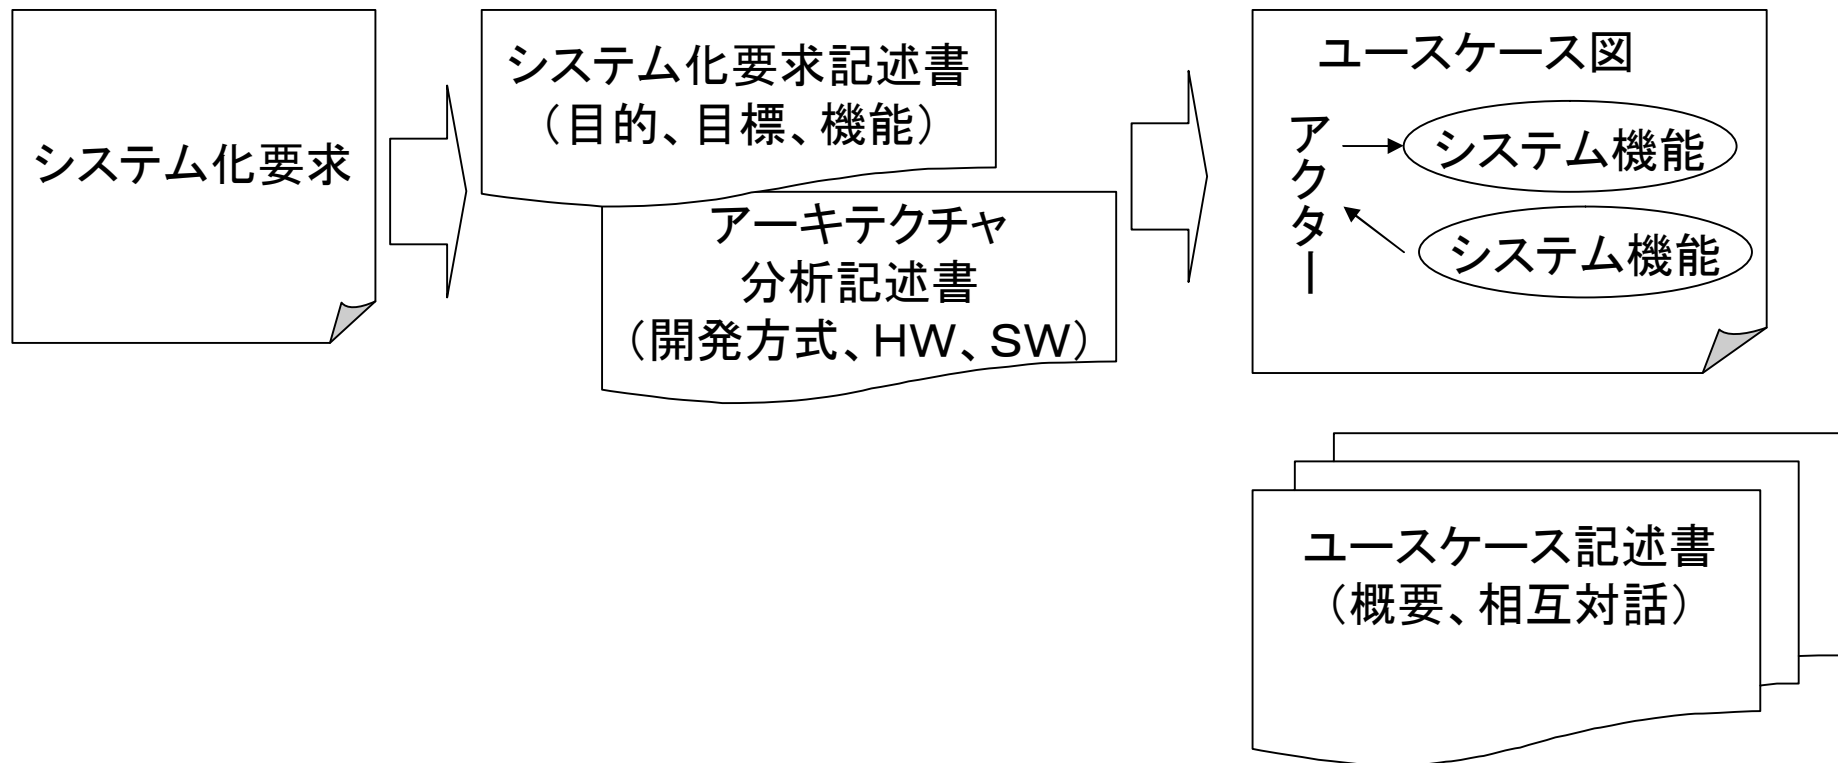 システム化要求
システム化要求記述書
（目的、目標、機能）
アーキテクチャ
分析記述書
（開発方式、HW、SW）
ユースケース図
アクター
システム機能
システム機能
ユースケース記述書
（概要、相互対話）